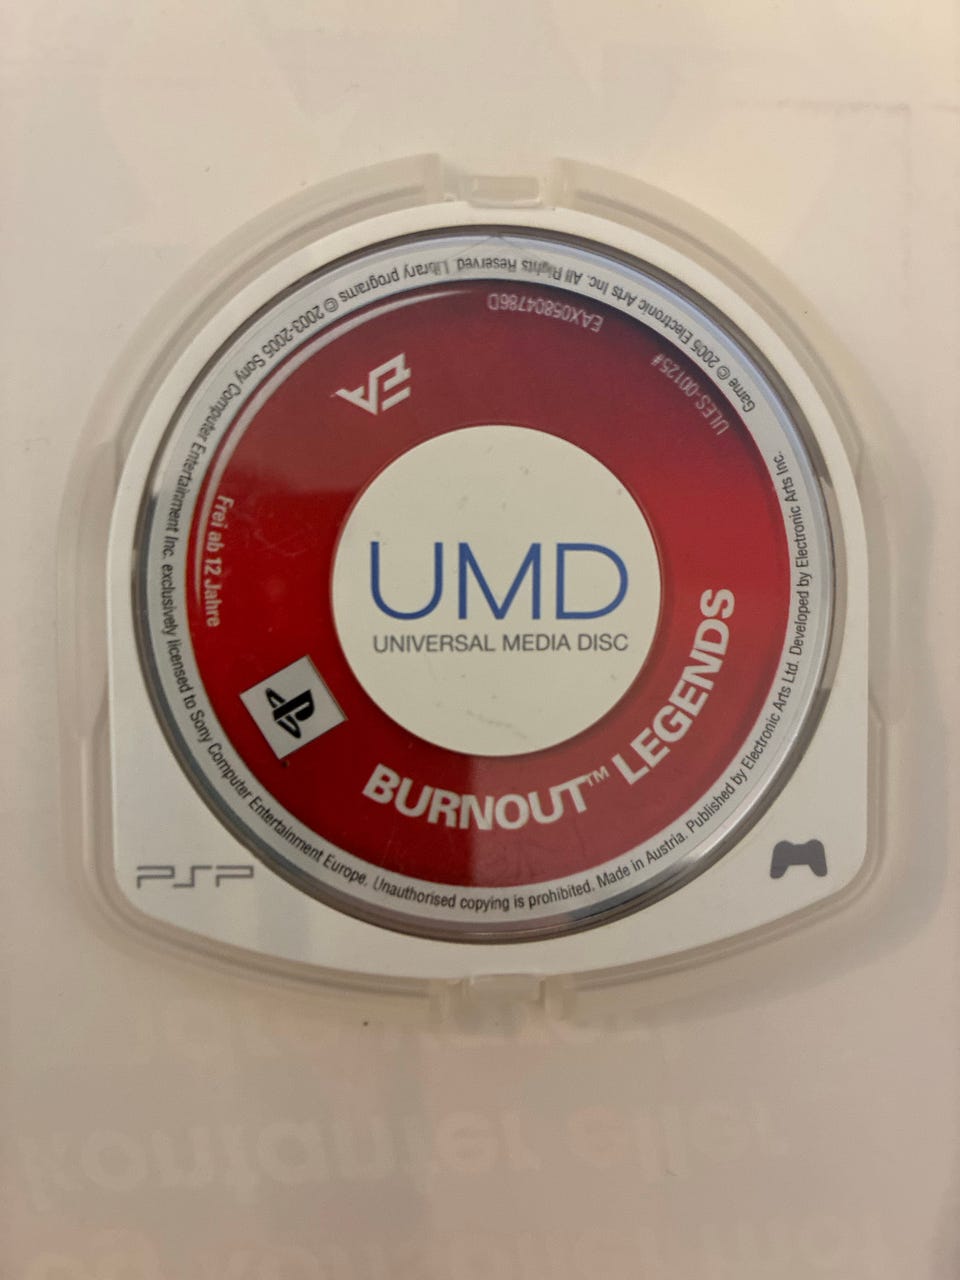 UMD
UNIVERSAL MEDIA DISC
BURNOUT™ LEGENDS
EA
Frei ab 12 Jahre
EAX05804786D
ULES-00125#
Game © 2005 Electronic Arts Inc. All Rights Reserved. Library programs © 2003-2005 Sony Computer Entertainment Inc. exclusively licensed to Sony Computer Entertainment Europe. Unauthorised copying is prohibited. Made in Austria. Published by Electronic Arts Ltd. Developed by Electronic Arts Inc.
PSP
kontanter eller